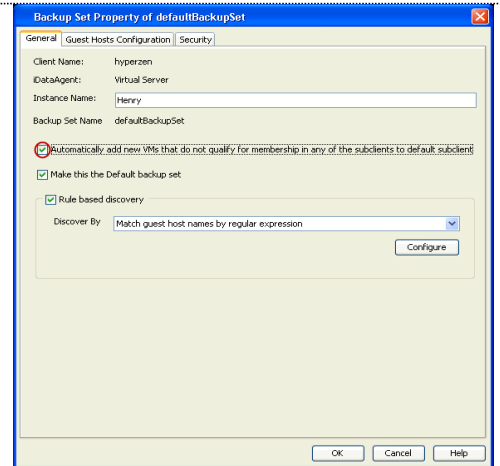 Backup Set Property of defaultBackupSet
General Guest Hosts Configuration Security
Client Name: hyperzen
iDataAgent: Virtual Server
Instance Name: Henry
Backup Set Name defaultBackupSet
Automatically add new VMs that do not qualify for membership in any of the subclients to default subclient
Make this the Default backup set
Rule based discovery
Discover By Match guest host names by regular expression
Configure
OK Cancel Help